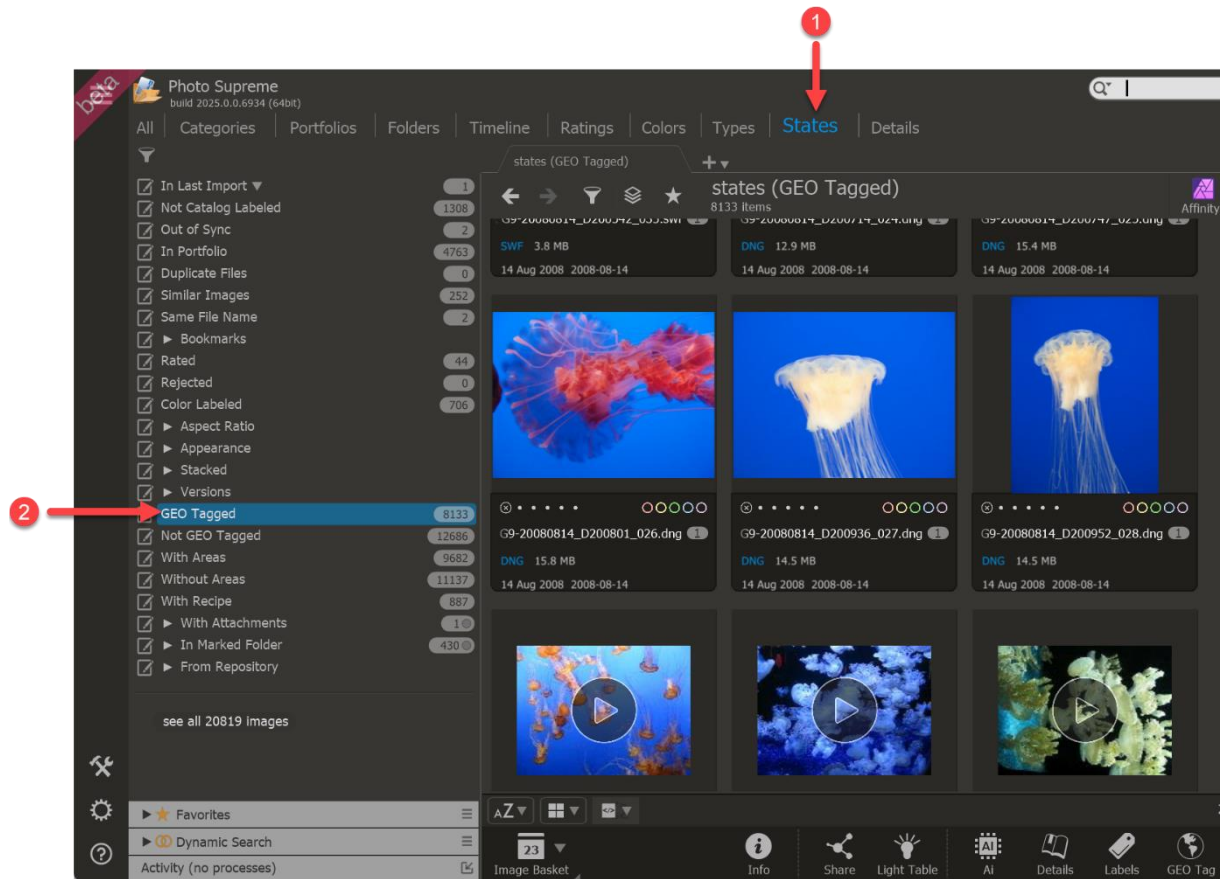 1
beta
Photo Supreme
build 2025.0.0.6934 (64bit)
All Categories Portfolios Folders Timeline Ratings Colors Types States Details
states (GEO Tagged)
states (GEO Tagged)
8133 items
Affinity
In Last Import 1
Not Catalog Labeled 1308
Out of Sync 2
In Portfolio 4763
Duplicate Files 0
Similar Images 252
Same File Name 2
Bookmarks
Rated 44
Rejected 0
Color Labeled 706
Aspect Ratio
Appearance
Stacked
Versions
2
GEO Tagged 8133
Not GEO Tagged 12686
With Areas 9682
Without Areas 11137
With Recipe 887
With Attachments 1
In Marked Folder 430
From Repository
see all 20819 images
Favorites
Dynamic Search
Activity (no processes)
SWF 3.8 MB
14 Aug 2008 2008-08-14
DNG 12.9 MB
14 Aug 2008 2008-08-14
DNG 15.4 MB
14 Aug 2008 2008-08-14
G9-20080814_D200801_026.dng 1
DNG 15.8 MB
14 Aug 2008 2008-08-14
G9-20080814_D200936_027.dng 1
DNG 14.5 MB
14 Aug 2008 2008-08-14
G9-20080814_D200952_028.dng 1
DNG 14.5 MB
14 Aug 2008 2008-08-14
AZ
23
Image Basket
Info
Share
Light Table
AI
Ai
Details
Labels
GEO Tag